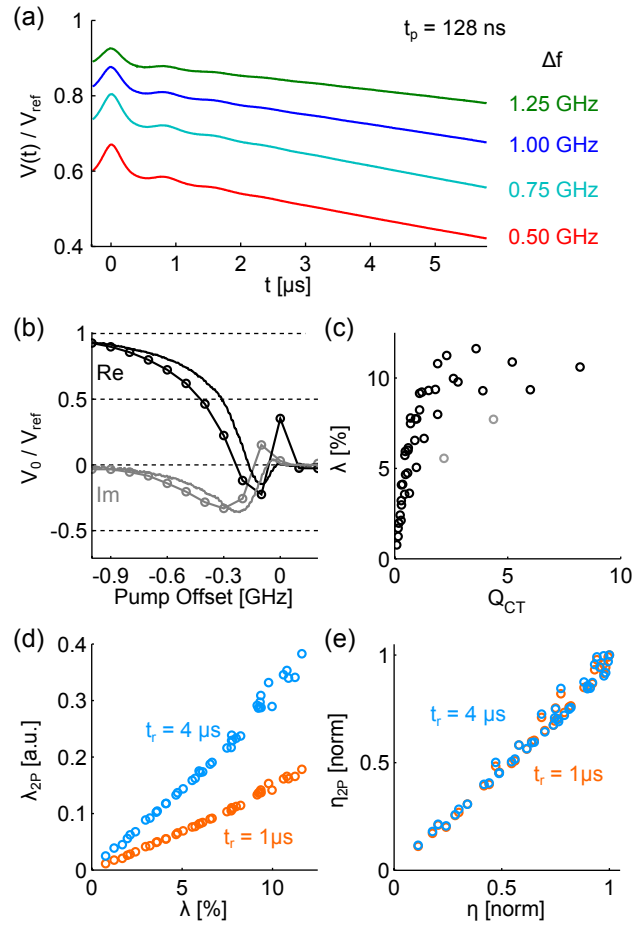 (a)
t_p = 128 ns
Δf
V(t) / V_ref
1
0.8
0.6
0.4
1.25 GHz
1.00 GHz
0.75 GHz
0.50 GHz
0 1 2 3 4 5
t [µs]
(b)
V_0 / V_ref
1
0.5
0
-0.5
Re
Im
-0.9 -0.6 -0.3 0
Pump Offset [GHz]
(c)
λ [%]
15
10
5
0
0 5 10
Q_CT
(d)
λ_2P [a.u.]
0.4
0.3
0.2
0.1
0
t_r = 4 µs
t_r = 1µs
0 5 10
λ [%]
(e)
η_2P [norm]
1
0.5
0
t_r = 4 µs
t_r = 1µs
0 0.5 1
η [norm]